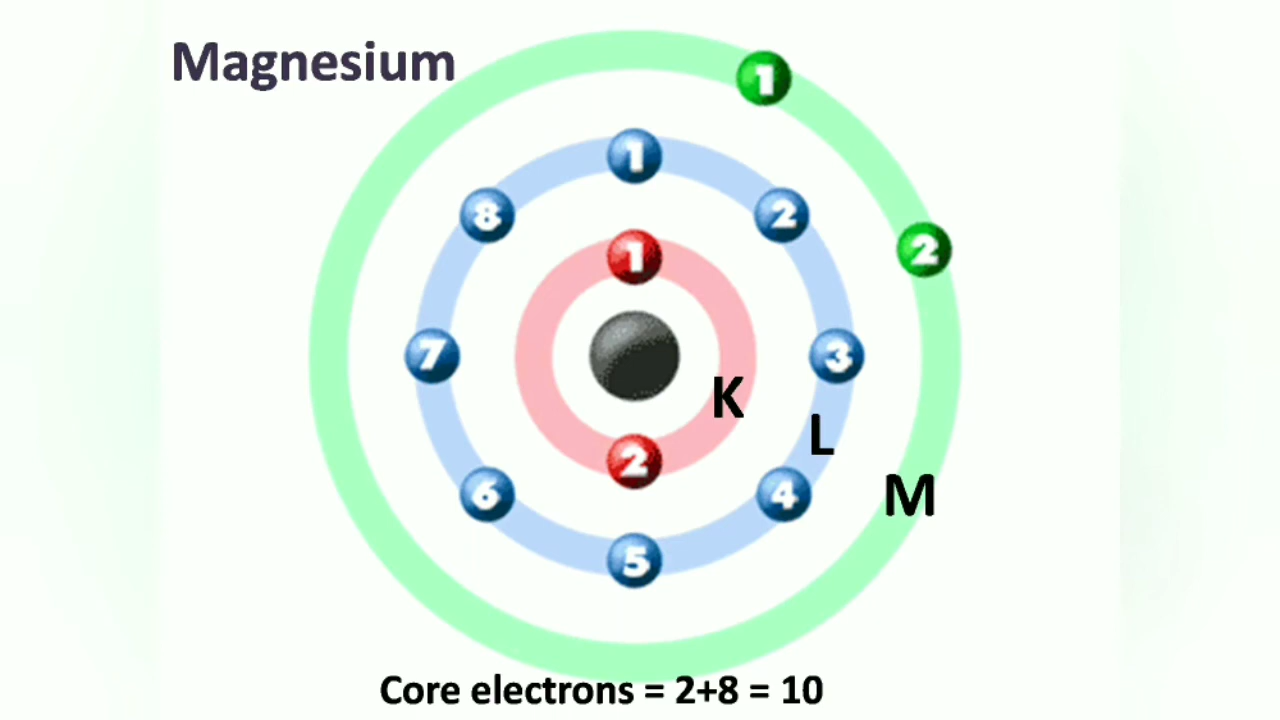 Magnesium
1
1
8
2
1
2
7
3
K
L
2
6
4
M
5
Core electrons = 2+8 = 10